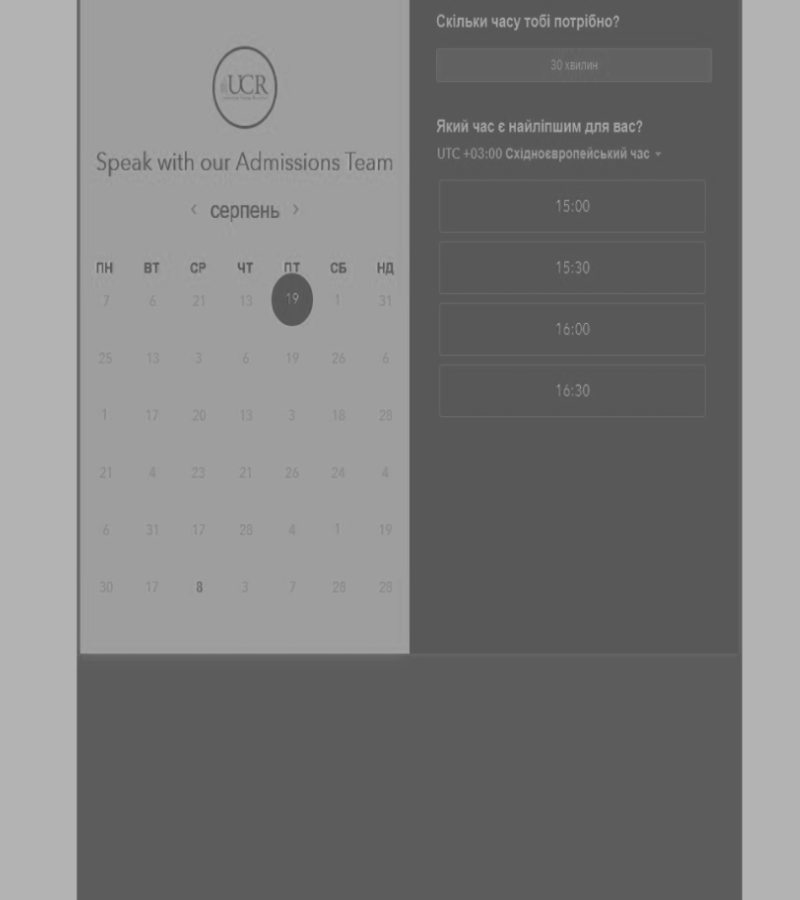 UCR
Speak with our Admissions Team
серпень
ПН ВТ СР ЧТ ПТ СБ НД
7 6 21 13 19 1 31
25 13 3 6 19 26 6
1 17 20 13 3 18 28
21 4 23 21 26 24 4
6 31 17 28 4 1 19
30 17 8 3 7 28 28
Скільки часу тобі потрібно?
30 хвилин
Який час є найліпшим для вас?
UTC +03:00 Східноєвропейський час
15:00
15:30
16:00
16:30